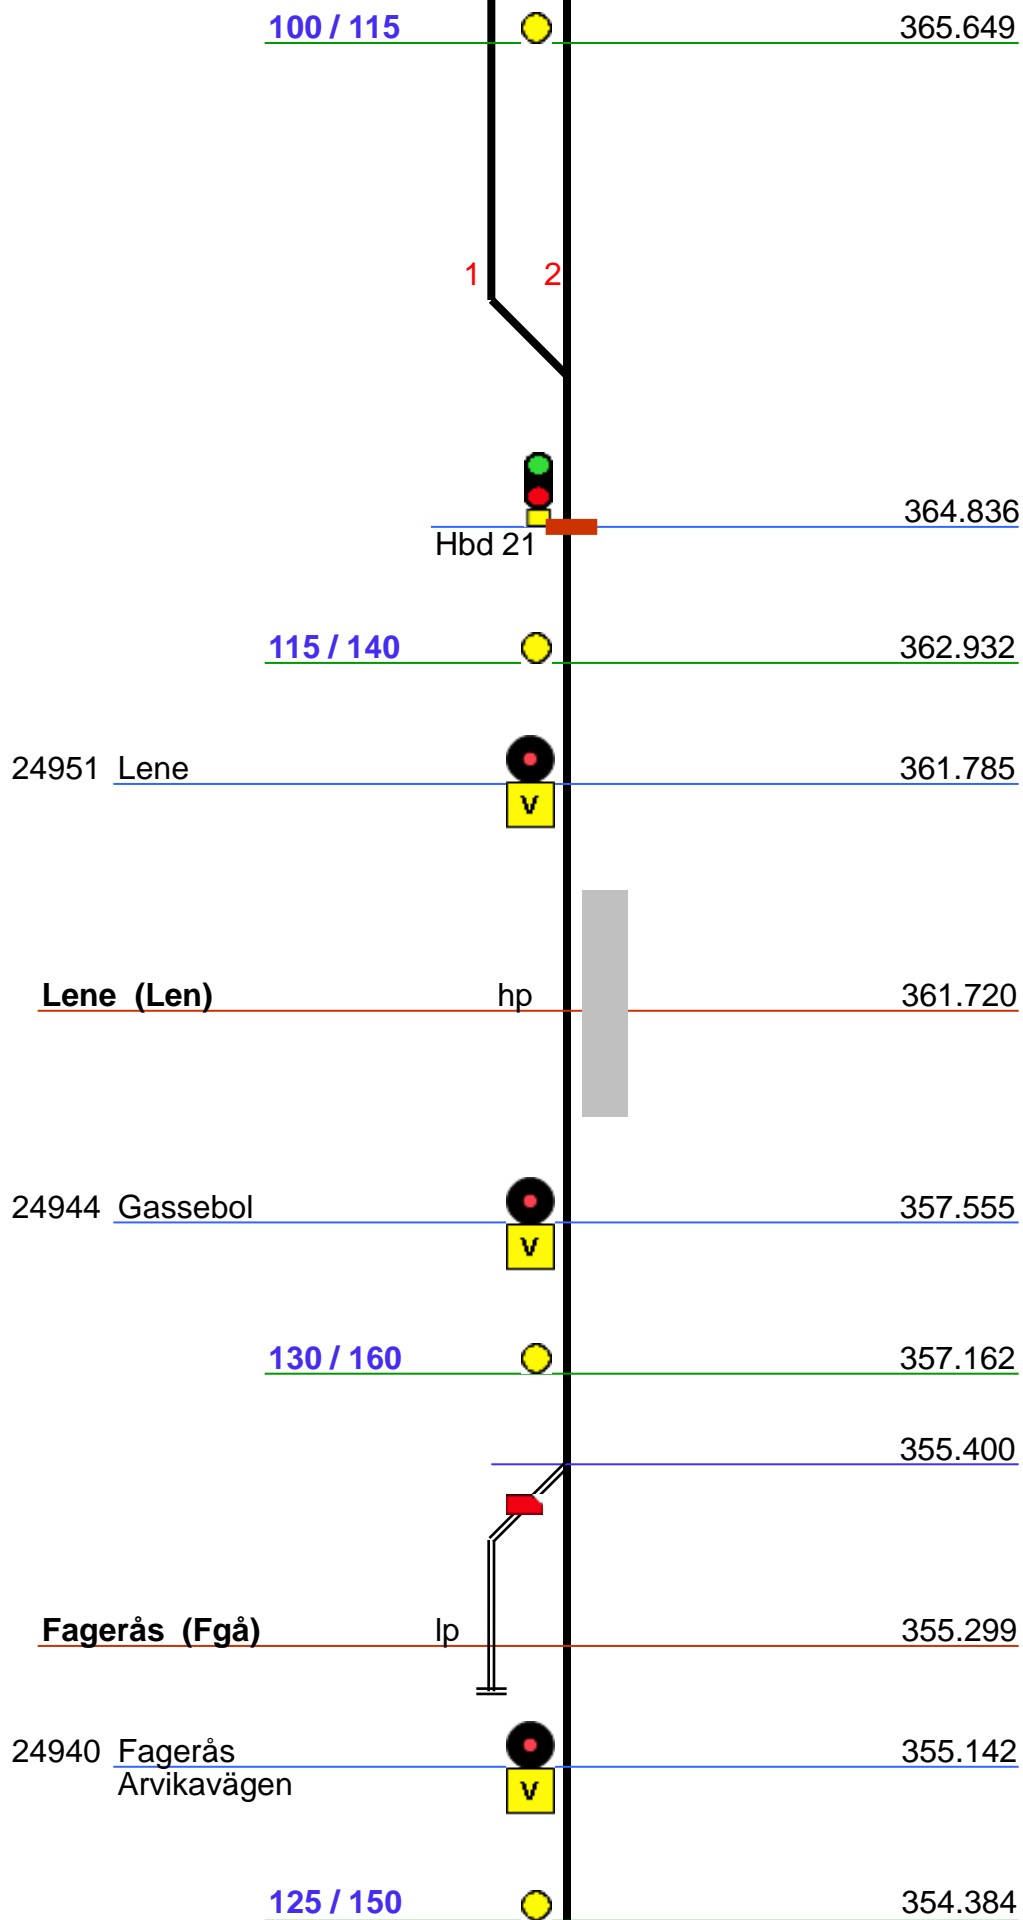 100 / 115 365.649
1 2
364.836
Hbd 21
115 / 140 362.932
24951 Lene 361.785
V
Lene (Len) hp 361.720
24944 Gassebol 357.555
V
130 / 160 357.162
355.400
Fagerås (Fgå) lp 355.299
24940 Fagerås 355.142
Arvikavägen V
125 / 150 354.384